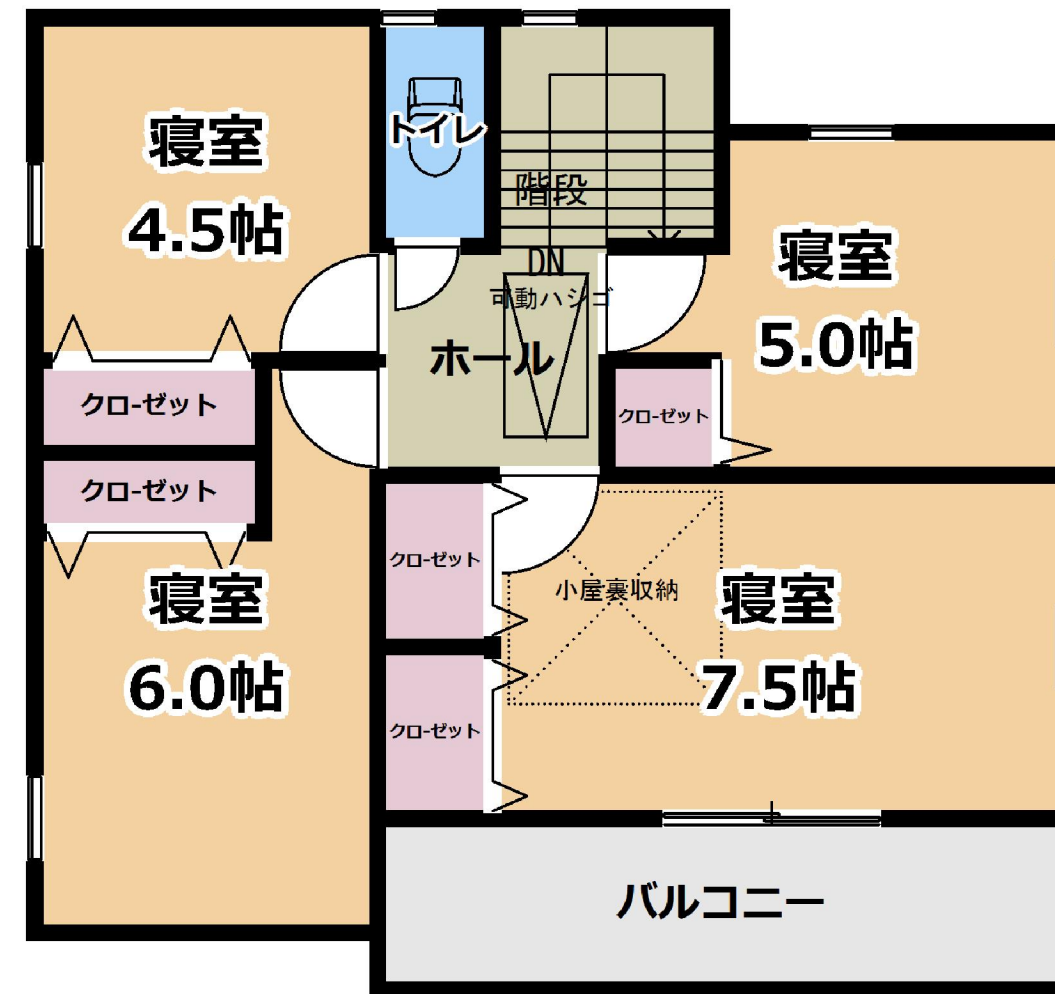 寝室
4.5帖
トイレ
階段
DN
可動ハシゴ
ホール
寝室
5.0帖
クローゼット
クローゼット
クローゼット
寝室
6.0帖
クローゼット
クローゼット
小屋裏収納
寝室
7.5帖
バルコニー